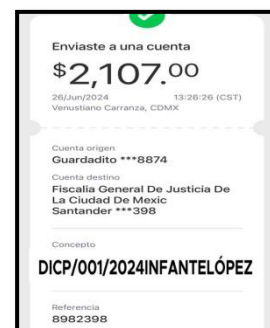 Enviaste a una cuenta
$2,107.00
26/Jun/2024 13:26:26 (CST)
Venustiano Carranza, CDMX
Cuenta origen
Guardadito ***8874
Cuenta destino
Fiscalia General De Justicia De
La Ciudad De Mexic
Santander ***398
Concepto
DICP/001/2024INFANTELÓPEZ
Referencia
8982398